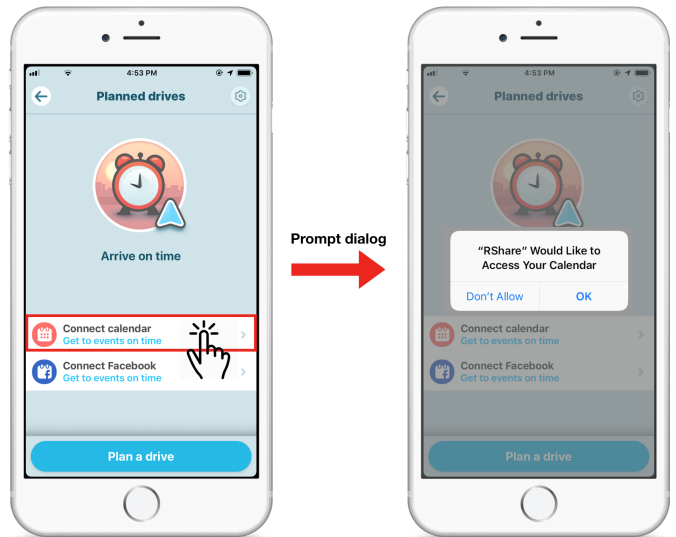 4:53 PM
Planned drives
Arrive on time
Connect calendar
Get to events on time
Connect Facebook
Get to events on time
Plan a drive
Prompt dialog
4:53 PM
Planned drives
“RShare” Would Like to
Access Your Calendar
Don’t Allow
OK
Connect calendar
Get to events on time
Connect Facebook
Get to events on time
Plan a drive